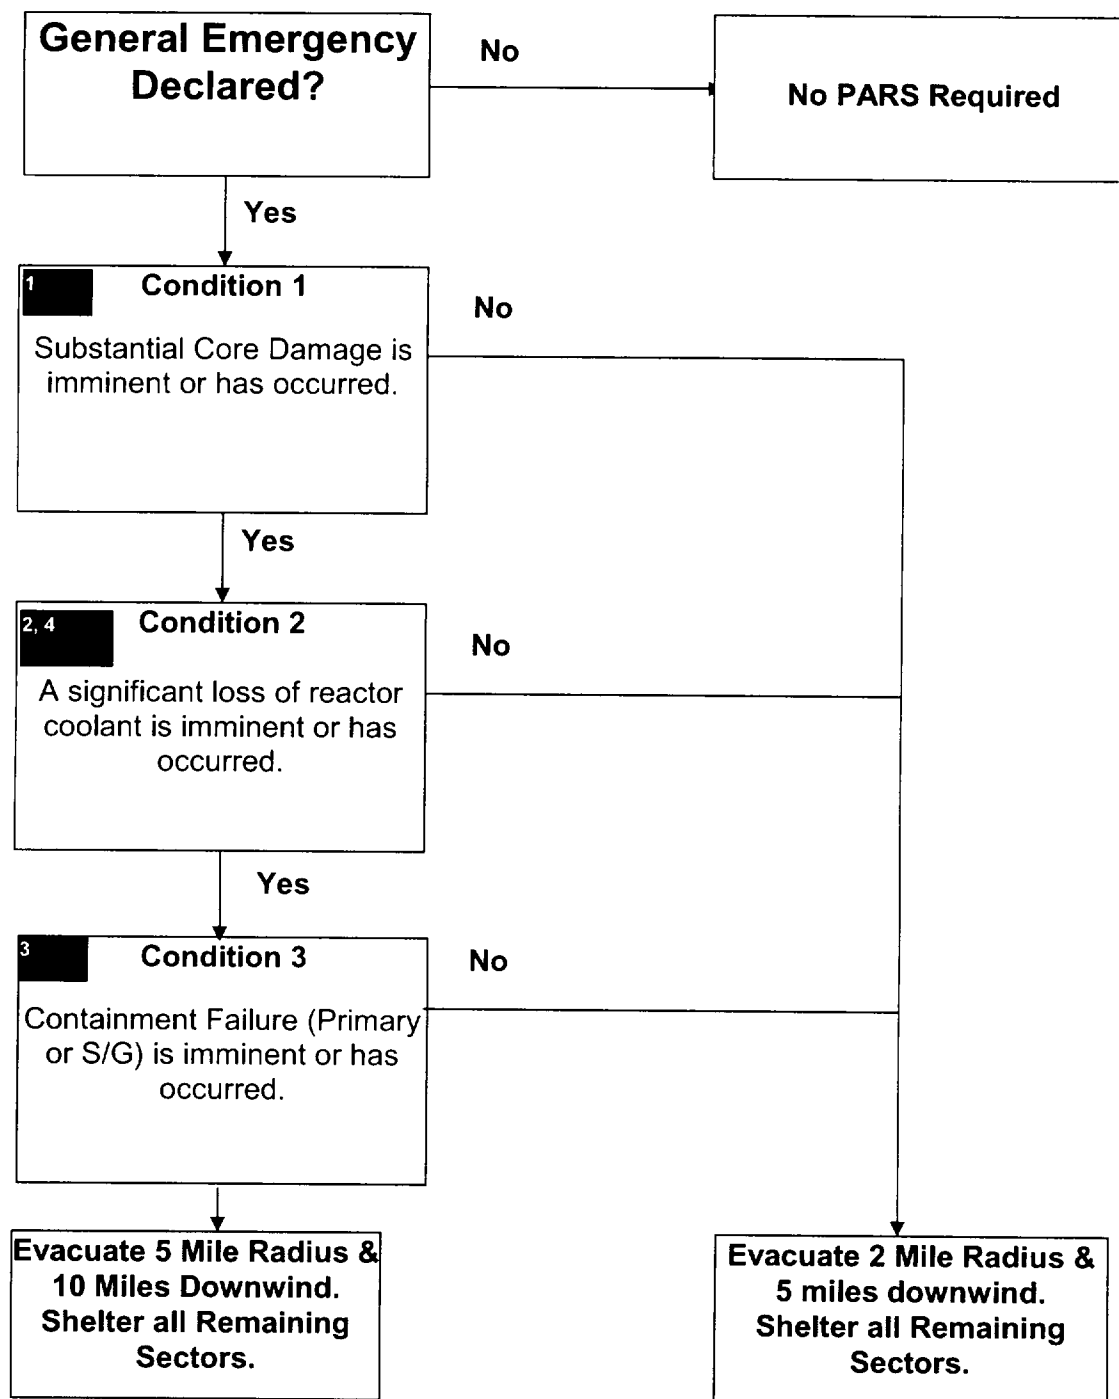 General Emergency
Declared?
No
No PARS Required
Yes
1
Condition 1
No
Substantial Core Damage is
imminent or has occurred.
Yes
2, 4
Condition 2
No
A significant loss of reactor
coolant is imminent or has
occurred.
Yes
3
Condition 3
No
Containment Failure (Primary
or S/G) is imminent or has
occurred.
Evacuate 5 Mile Radius &
10 Miles Downwind.
Shelter all Remaining
Sectors.
Evacuate 2 Mile Radius &
5 miles downwind.
Shelter all Remaining
Sectors.